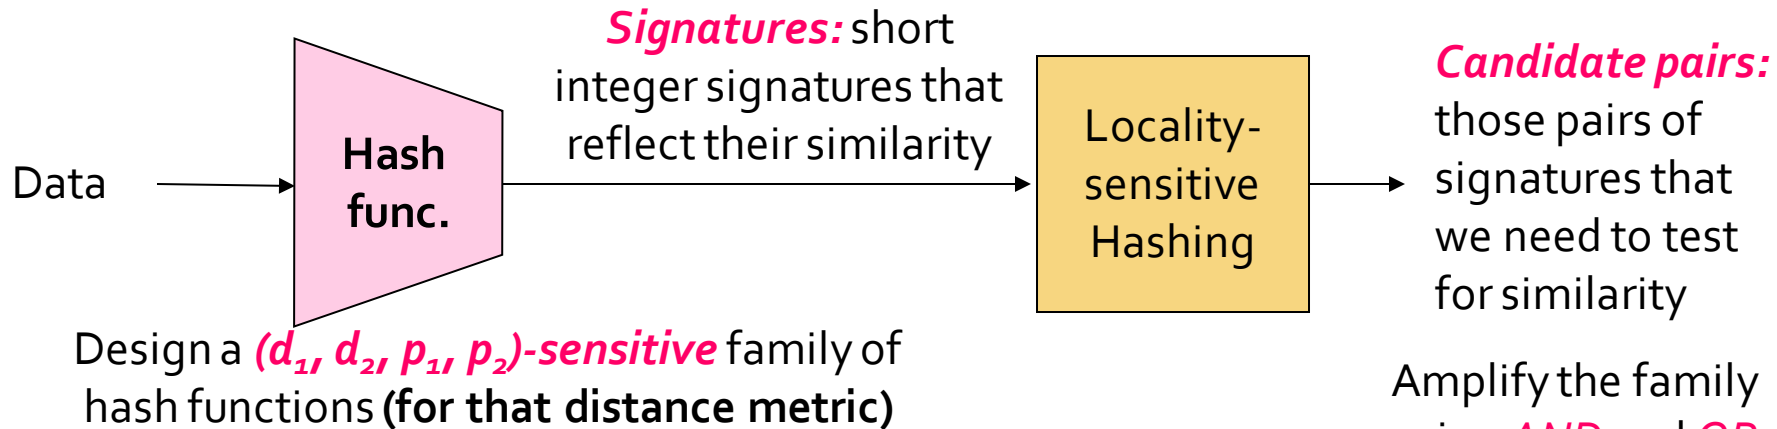 Data
Hash
func.
Signatures: short
integer signatures that
reflect their similarity
Locality-
sensitive
Hashing
Candidate pairs:
those pairs of
signatures that
we need to test
for similarity
Design a (d1, d2, p1, p2)-sensitive family of
hash functions (for that distance metric)
Amplify the family
AND OR